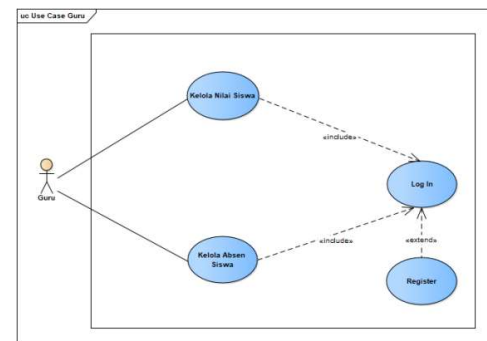 uc Use Case Guru
Kelola Nilai Siswa
«include»
Log In
Guru
«include»
«extend»
Kelola Absen
Siswa
Register